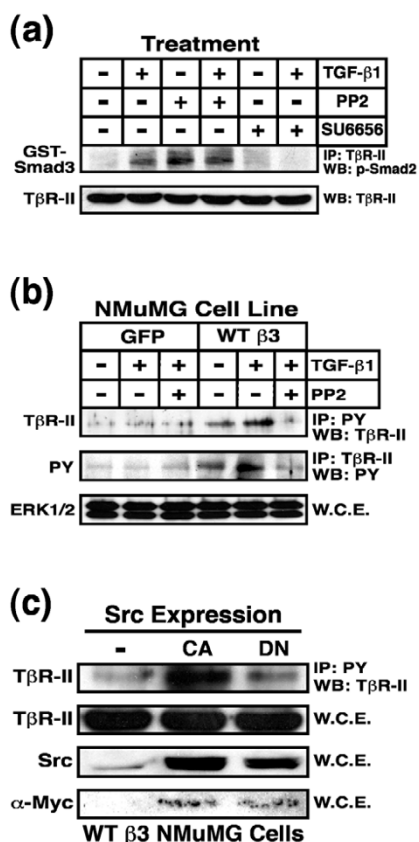 (a)
Treatment
- + - + - + TGF-β1
- - + + - - PP2
- - - - + + SU6656
GST-
Smad3
IP: TβR-II
WB: p-Smad2
TβR-II
WB: TβR-II
(b)
NMuMG Cell Line
GFP WT β3
- + + - + + TGF-β1
- - + - - + PP2
TβR-II
IP: PY
WB: TβR-II
PY
IP: TβR-II
WB: PY
ERK1/2
W.C.E.
(c)
Src Expression
- CA DN
TβR-II
IP: PY
WB: TβR-II
TβR-II
W.C.E.
Src
W.C.E.
α-Myc
W.C.E.
WT β3 NMuMG Cells